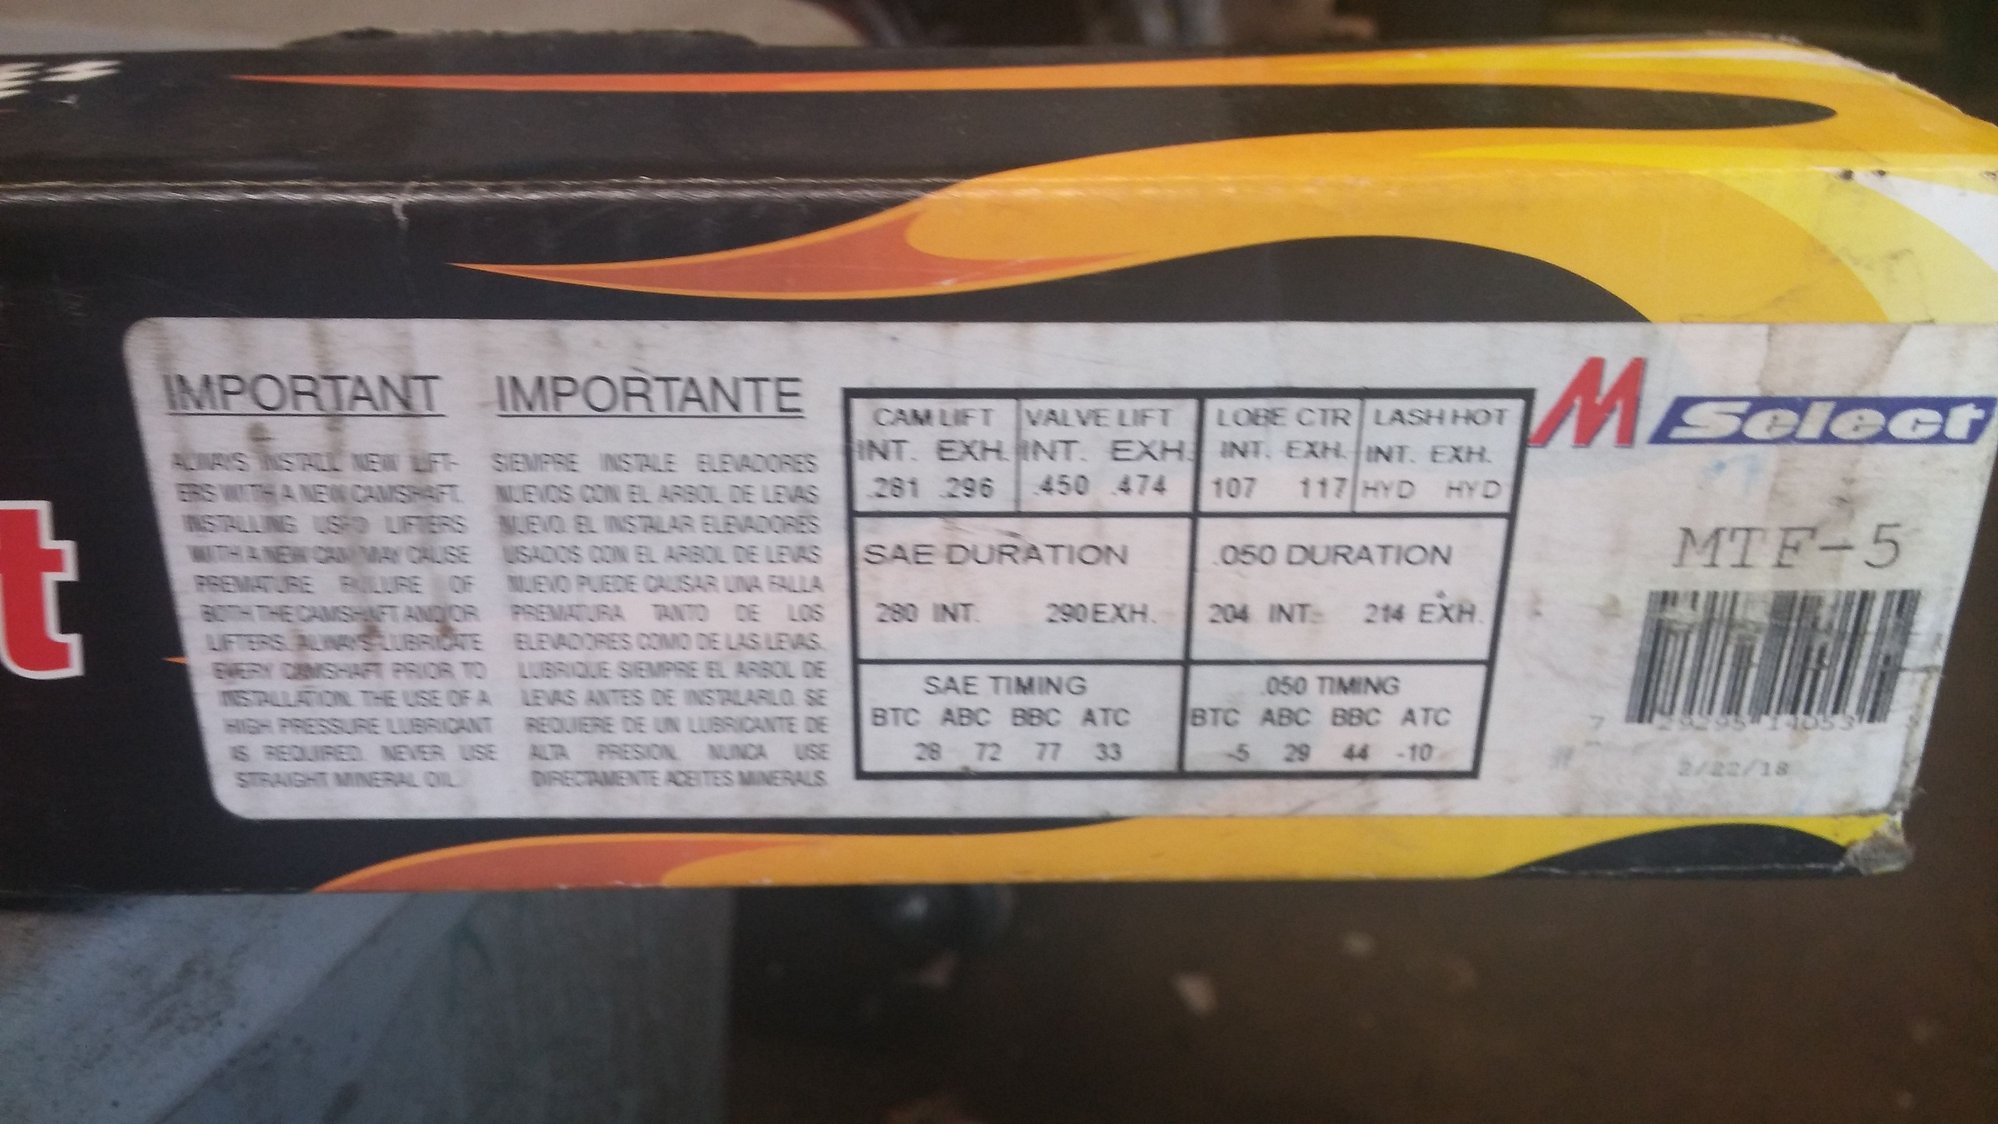 ES
t
IMPORTANT
ALWAYS INSTALL NEW LIFT-
ERS WITH A NEW CAMSHAFT.
INSTALLING USED LIFTERS
WITH A NEW CAM MAY CAUSE
PREMATURE FAILURE OF
BOTH THE CAMSHAFT AND/OR
LIFTERS. ALWAYS LUBRICATE
EVERY CAMSHAFT PRIOR TO
INSTALLATION. THE USE OF A
HIGH PRESSURE LUBRICANT
IS REQUIRED. NEVER USE
STRAIGHT MINERAL OIL.
IMPORTANTE
SIEMPRE INSTALE ELEVADORES
NUEVOS CON EL ARBOL DE LEVAS
NUEVO. EL INSTALAR ELEVADORES
USADOS CON EL ARBOL DE LEVAS
NUEVO PUEDE CAUSAR UNA FALLA
PREMATURA TANTO DE LOS
ELEVADORES COMO DE LAS LEVAS.
LUBRIQUE SIEMPRE EL ARBOL DE
LEVAS ANTES DE INSTALARLO. SE
REQUIERE DE UN LUBRICANTE DE
ALTA PRESION, NUNCA USE
DIRECTAMENTE ACEITES MINERALS.
CAM LIFT VALVE LIFT LOBE CTR LASH HOT
INT. EXH. INT. EXH. INT. EXH. INT. EXH.
.281 .296 .450 .474 107 117 HYD HYD
SAE DURATION .050 DURATION
280 INT. 290 EXH. 204 INT. 214 EXH.
SAE TIMING .050 TIMING
BTC ABC BBC ATC BTC ABC BBC ATC
28 72 77 33 -5 29 44 -10
M Select
MTF-5
2/22/18